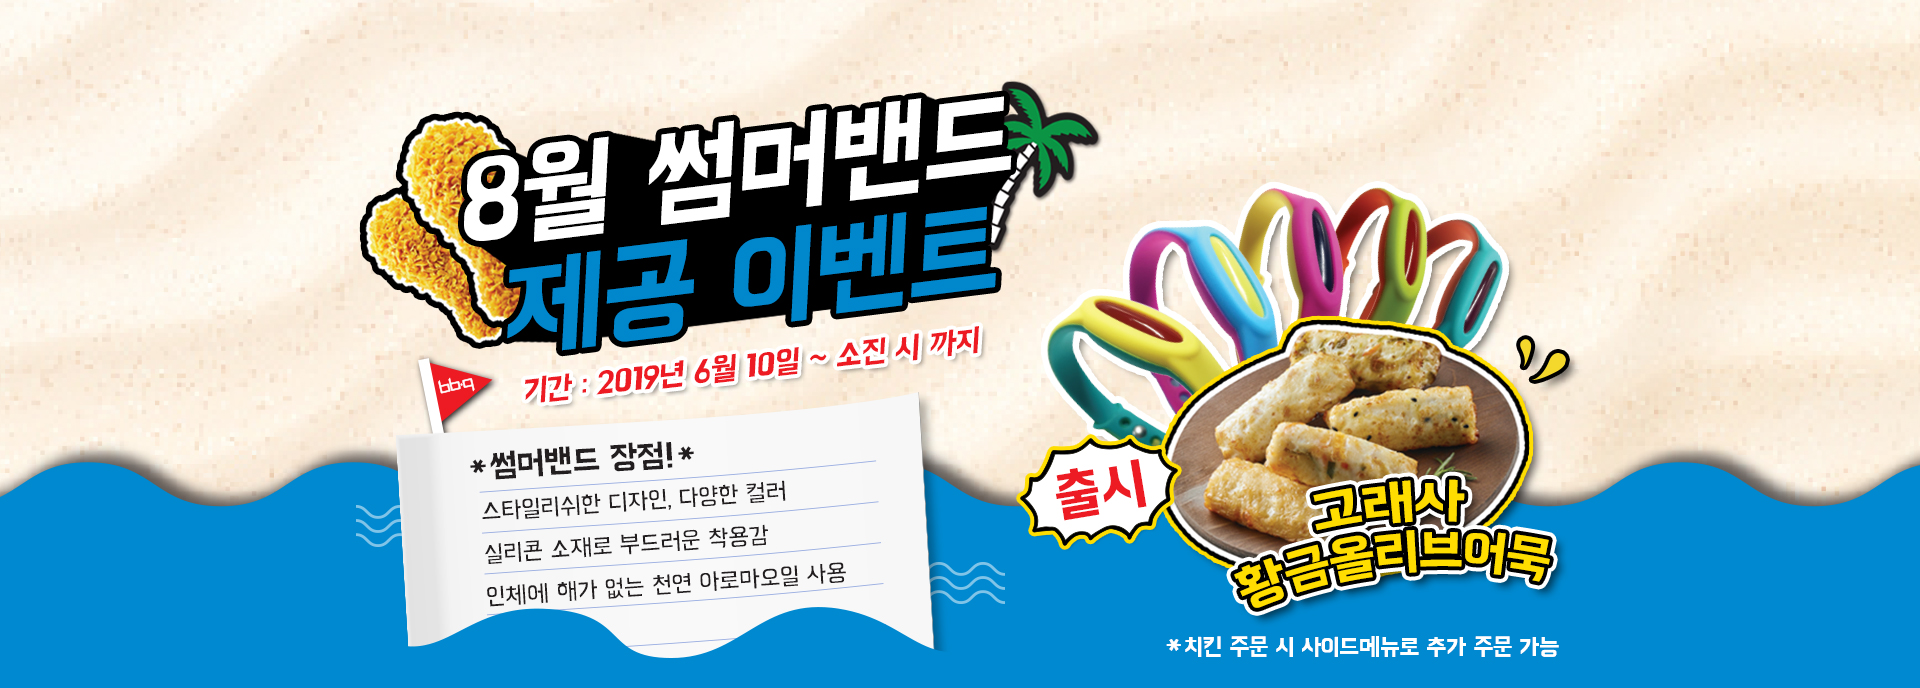 8월 썸머밴드
제공 이벤트
기간 : 2019년 6월 10일 ~ 소진 시 까지
bb.q
*썸머밴드 장점!*
스타일리쉬한 디자인, 다양한 컬러
실리콘 소재로 부드러운 착용감
인체에 해가 없는 천연 아로마오일 사용
출시
고래사
황금올리브어묵
*치킨 주문 시 사이드메뉴로 추가 주문 가능